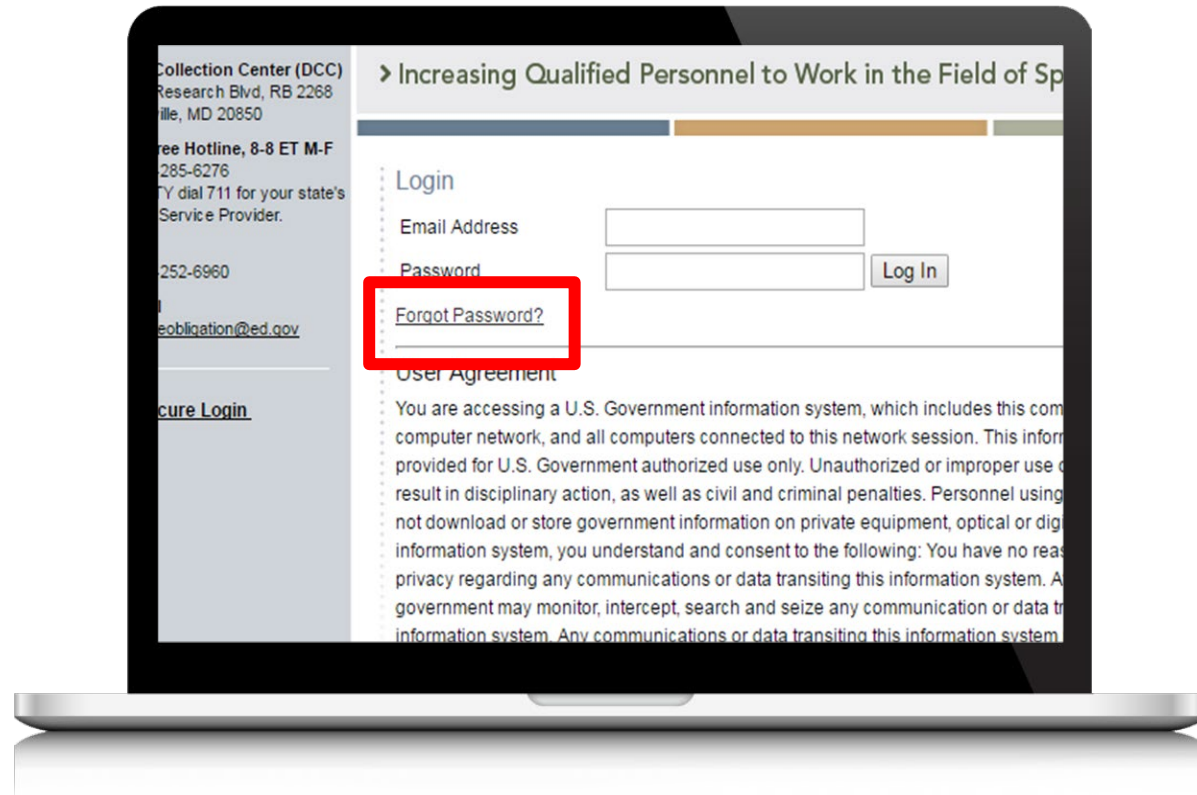 Collection Center (DCC)
Research Blvd, RB 2268
ille, MD 20850
ree Hotline, 8-8 ET M-F
-285-6276
TY dial 711 for your state's
Service Provider.
-252-6960
eobligation@ed.gov
cure Login
> Increasing Qualified Personnel to Work in the Field of Sp
Login
Email Address
Password
Log In
Forgot Password?
User Agreement
You are accessing a U.S. Government information system, which includes this com
computer network, and all computers connected to this network session. This inforr
provided for U.S. Government authorized use only. Unauthorized or improper use o
result in disciplinary action, as well as civil and criminal penalties. Personnel using
not download or store government information on private equipment, optical or digi
information system, you understand and consent to the following: You have no reas
privacy regarding any communications or data transiting this information system. A
government may monitor, intercept, search and seize any communication or data tr
information system. Any communications or data transiting this information system